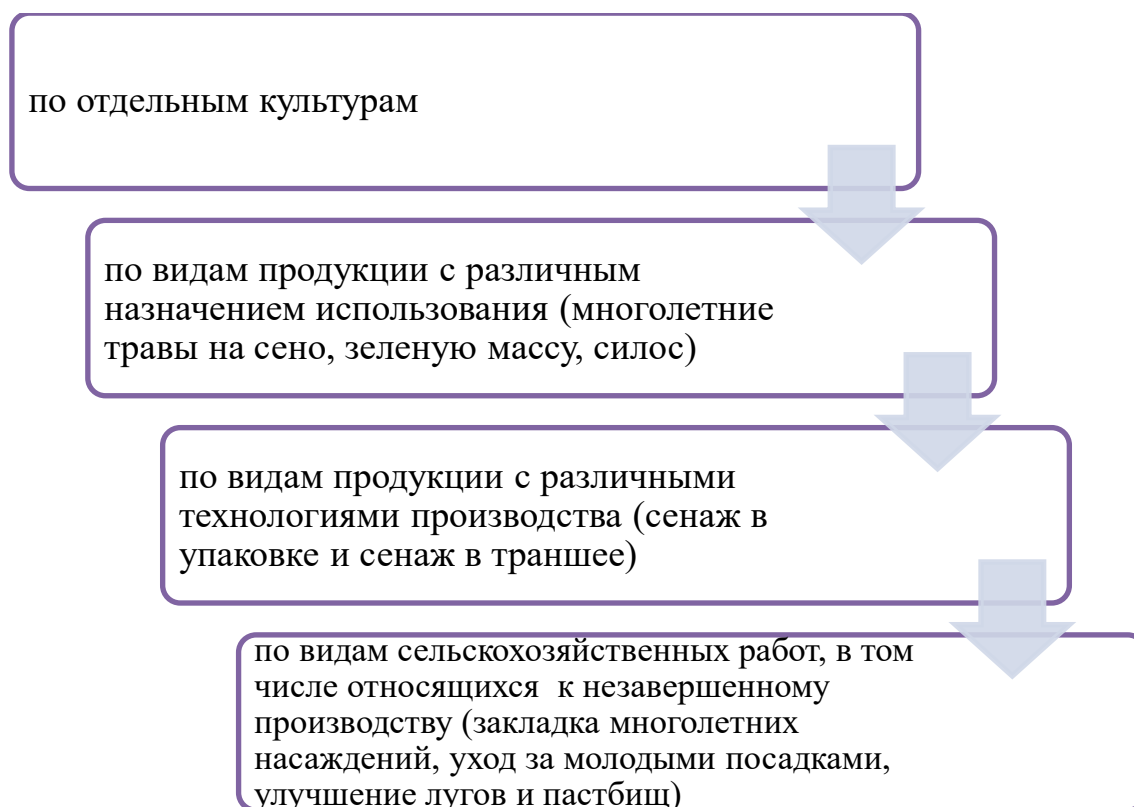 по отдельным культурам
по видам продукции с различным
назначением использования (многолетние
травы на сено, зеленую массу, силос)
по видам продукции с различными
технологиями производства (сенаж в
упаковке и сенаж в траншее)
по видам сельскохозяйственных работ, в том
числе относящихся к незавершенному
производству (закладка многолетних
насаждений, уход за молодыми посадками,
улучшение лугов и пастбищ)